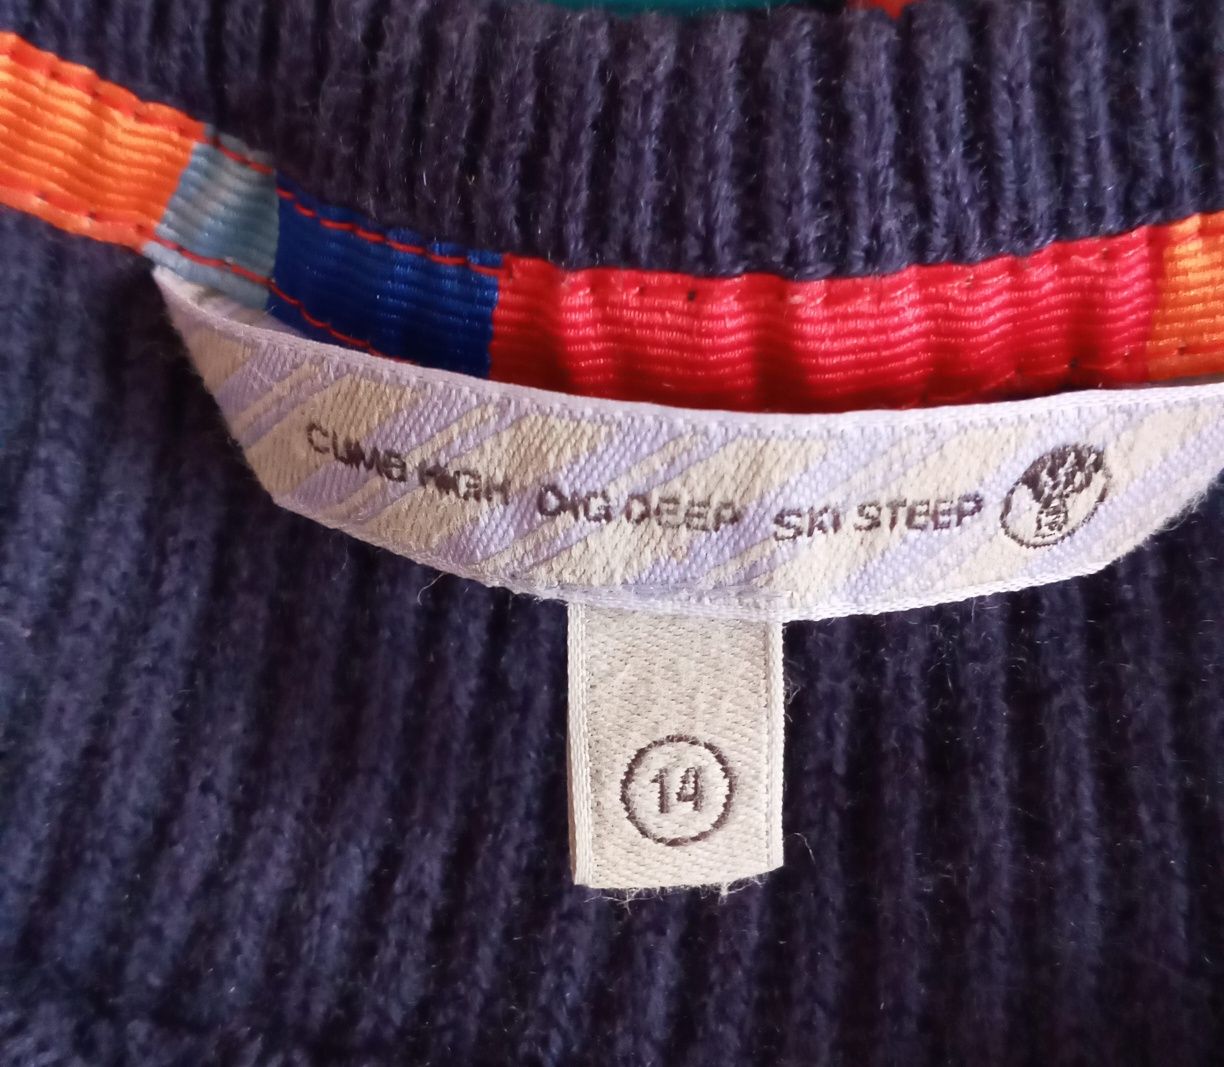 CLIMB HIGH DIG DEEP SKI STEEP
14